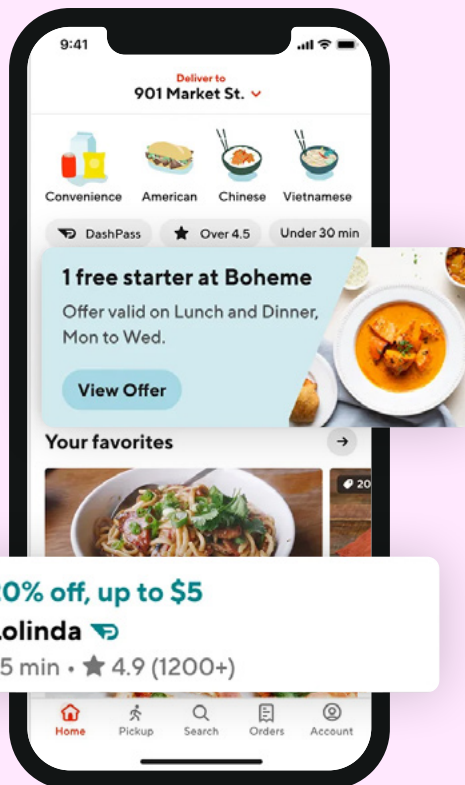 9:41
Deliver to
901 Market St.
Convenience American Chinese Vietnamese
DashPass Over 4.5 Under 30 min
1 free starter at Boheme
Offer valid on Lunch and Dinner,
Mon to Wed.
View Offer
Your favorites
20
0% off, up to $5
olinda
5 min • ★ 4.9 (1200+)
Home Pickup Search Orders Account